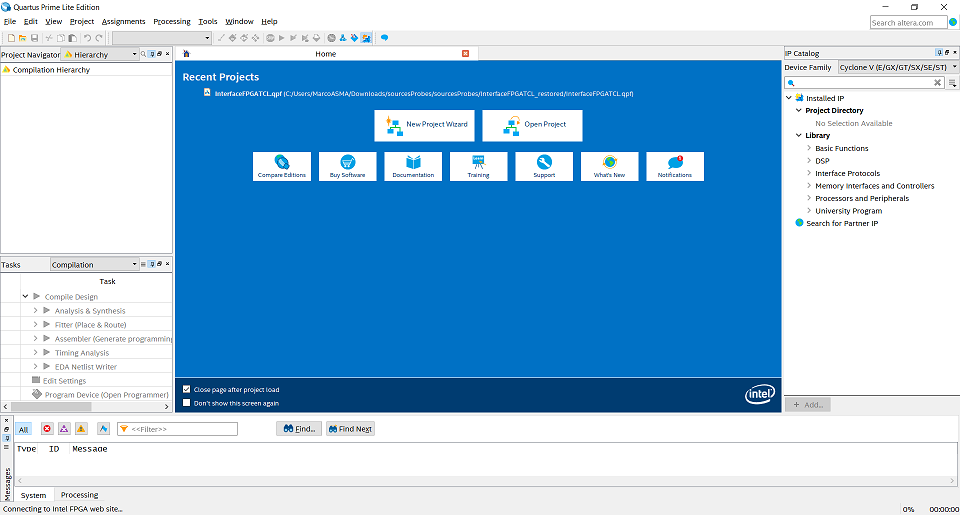 Quartus Prime Lite Edition
File Edit View Project Assignments Processing Tools Window Help
Search altera.com
Project Navigator Hierarchy
Compilation Hierarchy
Home
Recent Projects
InterfaceFPGATCL.qpf (C:/Users/MarcoASMA/Downloads/sourcesProbes/sourcesProbes/InterfaceFPGATCL_restored/InterfaceFPGATCL.qpf)
New Project Wizard
Open Project
Compare Editions
Buy Software
Documentation
Training
Support
What's New
Notifications
Close page after project load
Don't show this screen again
intel
IP Catalog
Device Family Cyclone V (E/GX/GT/SX/SE/ST)
Installed IP
Project Directory
No Selection Available
Library
Basic Functions
DSP
Interface Protocols
Memory Interfaces and Controllers
Processors and Peripherals
University Program
Search for Partner IP
+ Add...
Tasks Compilation
Task
Compile Design
Analysis & Synthesis
Fitter (Place & Route)
Assembler (Generate programming
Timing Analysis
EDA Netlist Writer
Edit Settings
Program Device (Open Programmer)
Messages
All
<<Filter>>
Find...
Find Next
Type ID Message
System Processing
Connecting to Intel FPGA web site...
0% 00:00:00